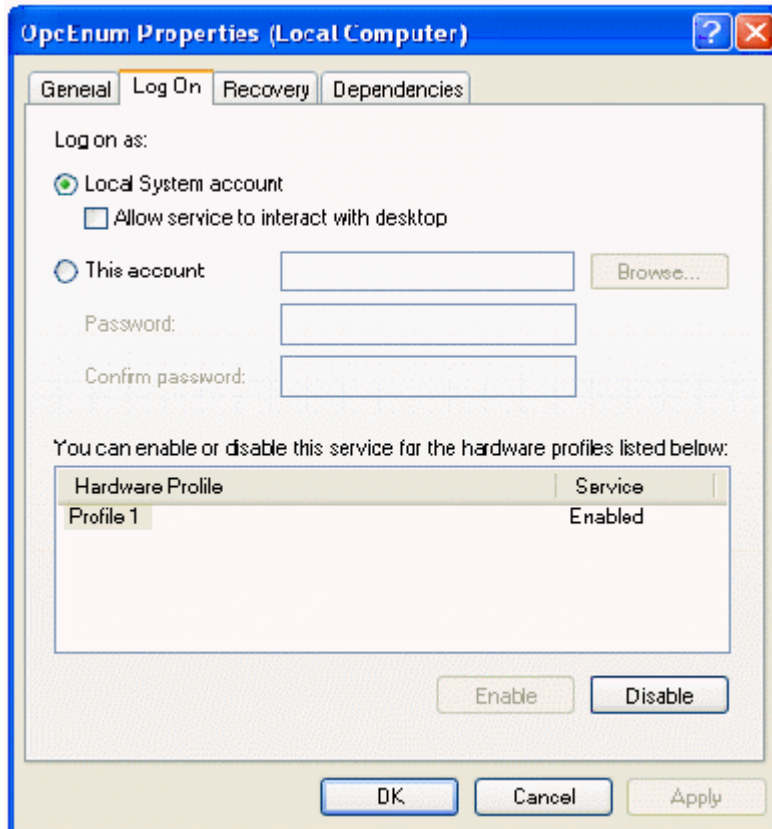 OpcEnum Properties (Local Computer)
General Log On Recovery Dependencies
Log on as:
Local System account
Allow service to interact with desktop
This account Browse...
Password:
Confirm password:
You can enable or disable this service for the hardware profiles listed below:
Hardware Profile Service
Profile 1 Enabled
Enable Disable
OK Cancel Apply